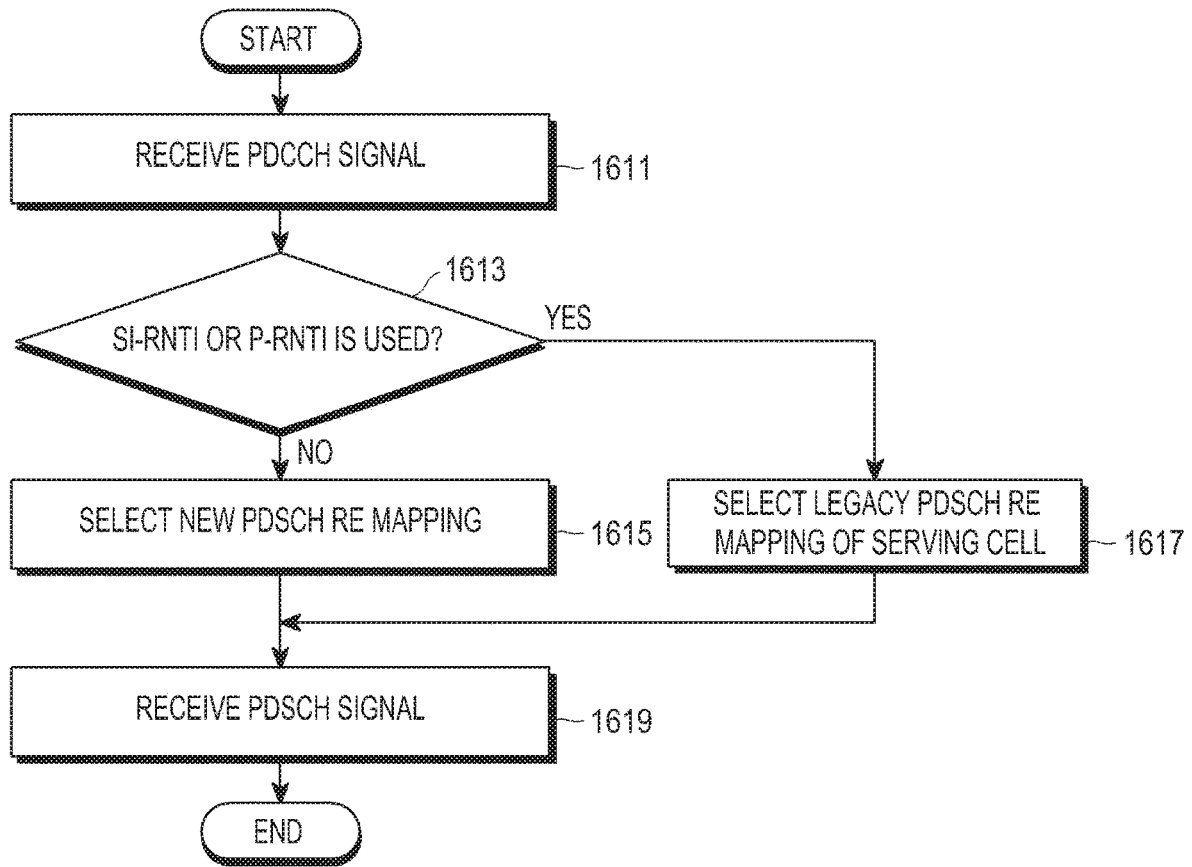 START
RECEIVE PDCCH SIGNAL
1611
1613
SI-RNTI OR P-RNTI IS USED?
YES
NO
SELECT NEW PDSCH RE MAPPING
1615
SELECT LEGACY PDSCH RE
MAPPING OF SERVING CELL
1617
RECEIVE PDSCH SIGNAL
1619
END